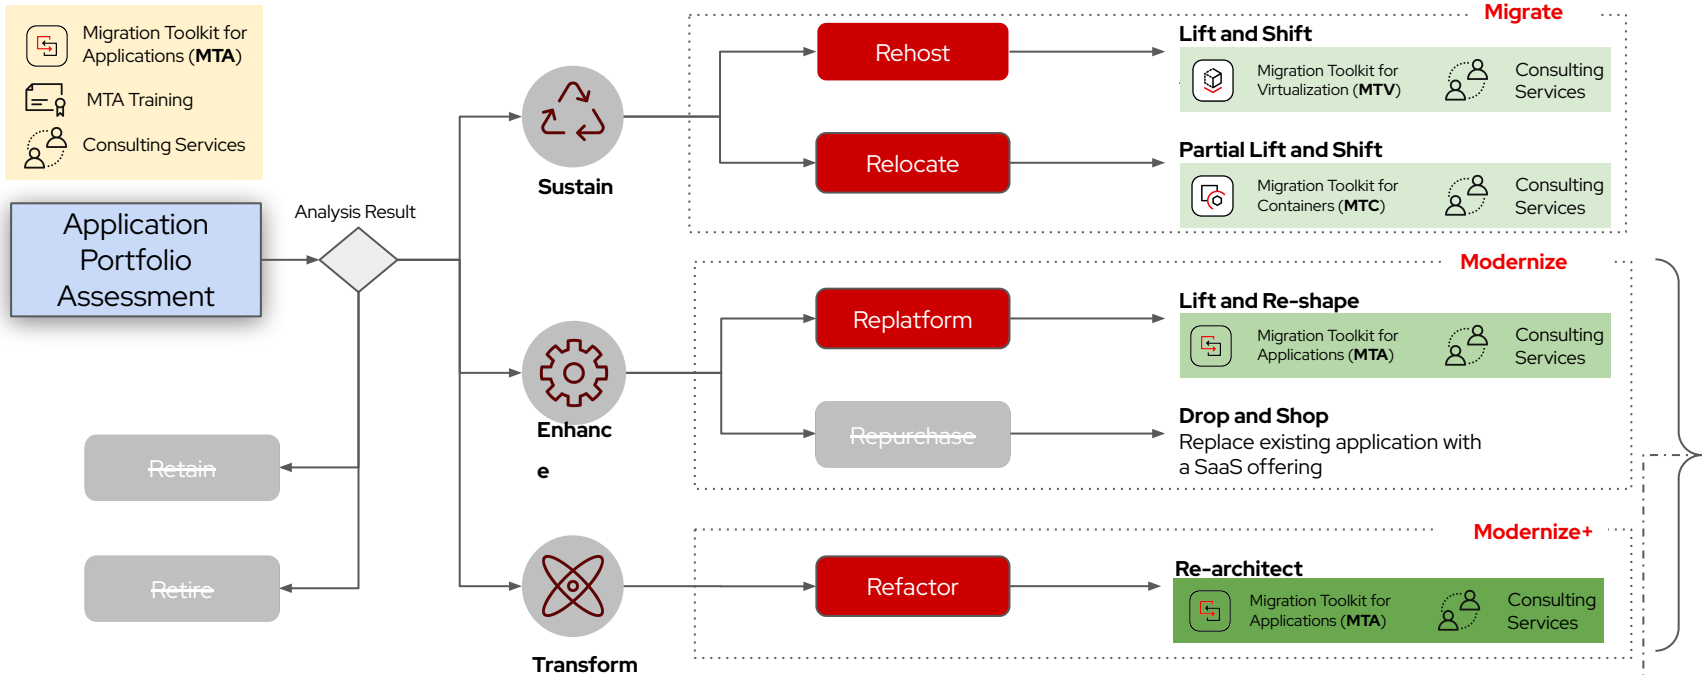 Migration Toolkit for
Applications (MTA)
MTA Training
Consulting Services
Application
Portfolio
Assessment
Analysis Result
Retain
Retire
Sustain
Enhanc
e
Transform
Migrate
Rehost
Lift and Shift
Migration Toolkit for
Virtualization (MTV)
Consulting
Services
Relocate
Partial Lift and Shift
Migration Toolkit for
Containers (MTC)
Consulting
Services
Modernize
Replatform
Lift and Re-shape
Migration Toolkit for
Applications (MTA)
Consulting
Services
Repurchase
Drop and Shop
Replace existing application with
a SaaS offering
Modernize+
Refactor
Re-architect
Migration Toolkit for
Applications (MTA)
Consulting
Services